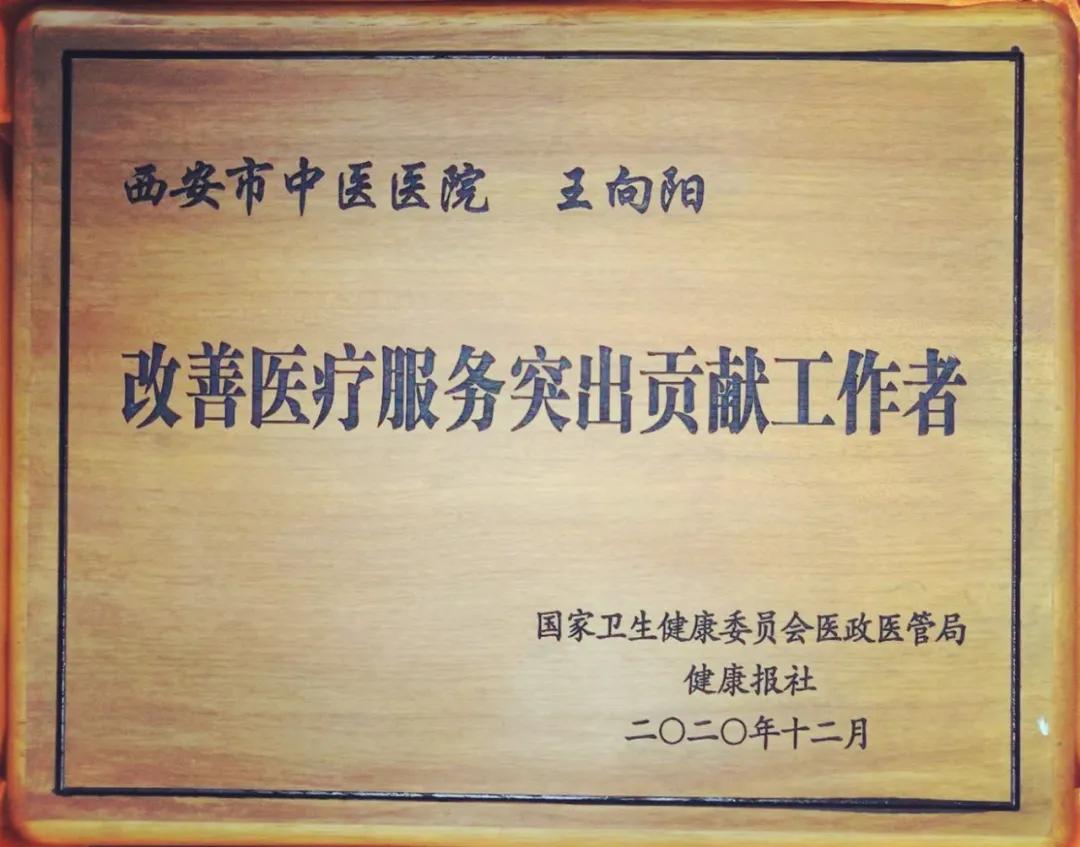 西安市中医医院 王向阳
改善医疗服务突出贡献工作者
国家卫生健康委员会医政医管局
健康报社
二〇二〇年十二月